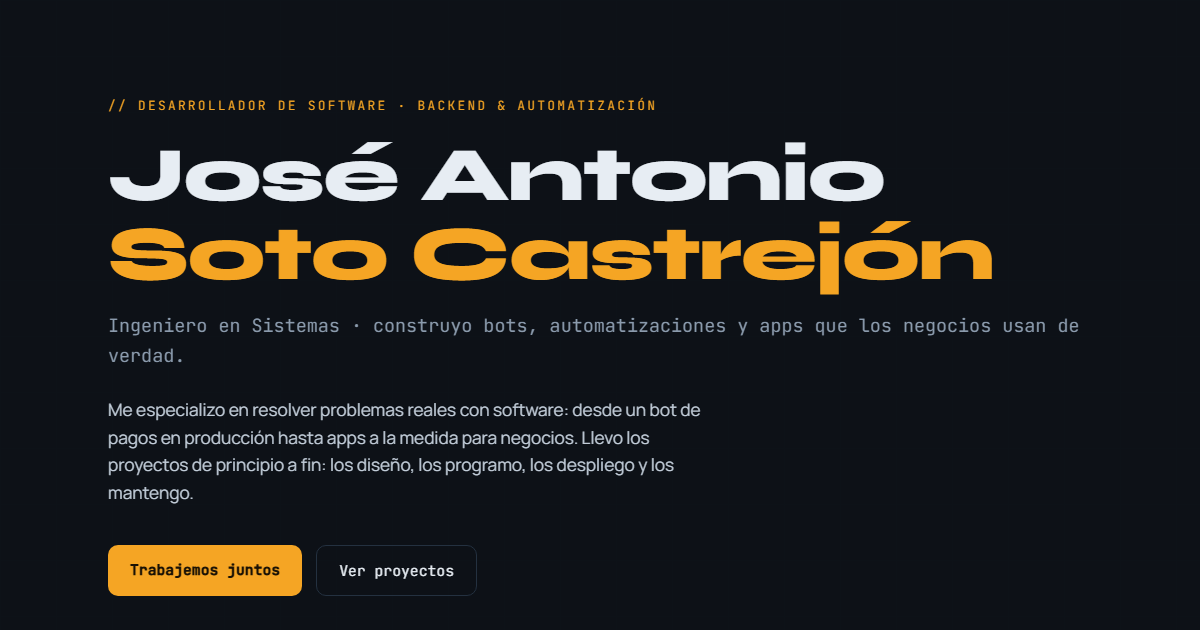 // DESARROLLADOR DE SOFTWARE · BACKEND & AUTOMATIZACIÓN
José Antonio
Soto Castrejón
Ingeniero en Sistemas · construyo bots, automatizaciones y apps que los negocios usan de
verdad.
Me especializo en resolver problemas reales con software: desde un bot de
pagos en producción hasta apps a la medida para negocios. Llevo los
proyectos de principio a fin: los diseño, los programo, los despliego y los
mantengo.
Trabajemos juntos
Ver proyectos